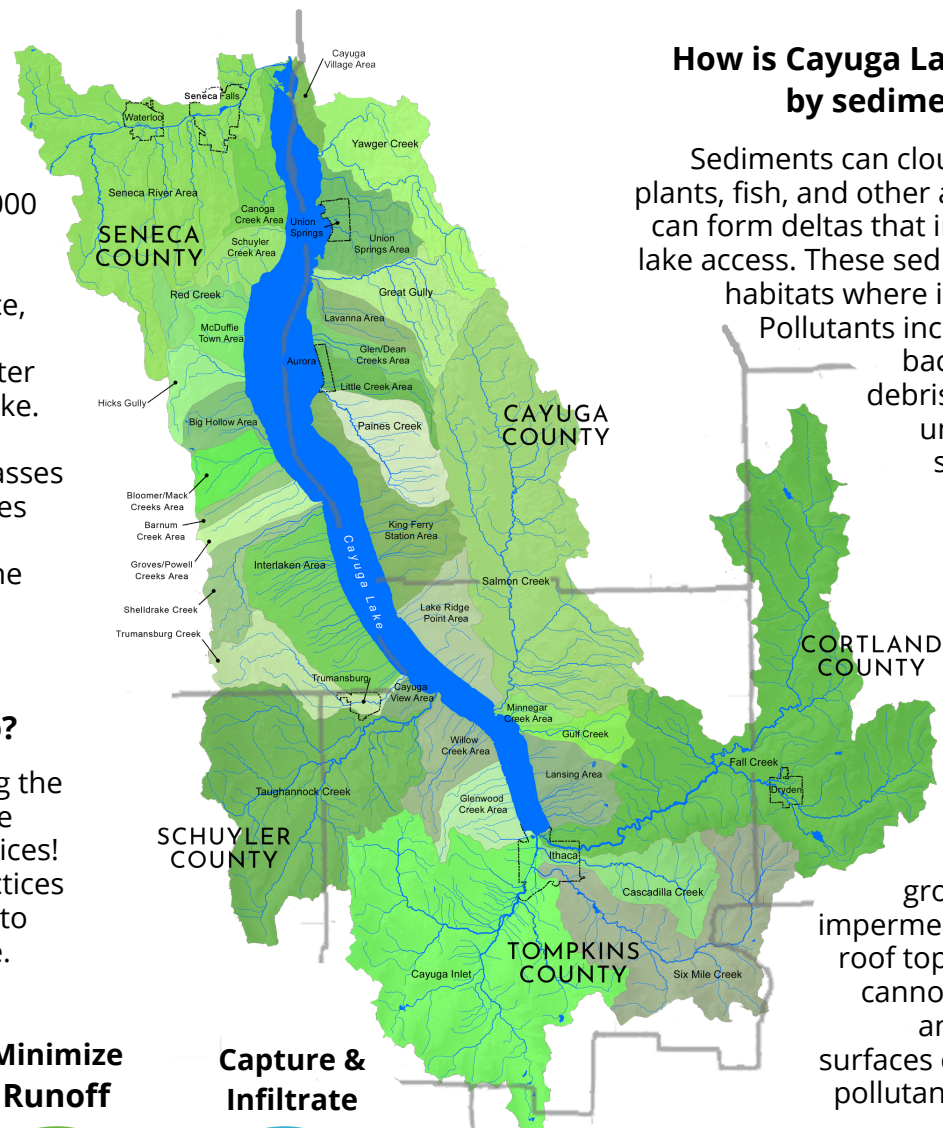 How is Cayuga La
by sedime
Sediments can clou
plants, fish, and other a
can form deltas that i
lake access. These sed
habitats where i
Pollutants inc
bac
debris
un
s
000
ce,
ter
ke.
asses
es
ne
?
g the
e
ices!
ctices
to
e.
Cayuga
Village Area
Seneca Falls
Waterloo
Yawger Creek
Seneca River Area
Canoga
Creek Area
Union
Springs
SENECA
COUNTY
Schuyler
Creek Area
Union
Springs Area
Red Creek
Great Gully
McDuffie
Town Area
Lavanna Area
Glen/Dean
Creeks Area
Aurora
Little Creek Area
Hicks Gully
Big Hollow Area
Paines Creek
CAYUGA
COUNTY
Bloomer/Mack
Creeks Area
Barnum
Creek Area
King Ferry
Station Area
Groves/Powell
Creeks Area
Interlaken Area
Cayuga Lake
Salmon Creek
Shelldrake Creek
Lake Ridge
Point Area
Trumansburg Creek
CORTLAND
COUNTY
Trumansburg
Cayuga
View Area
Minnegar
Creek Area
Gulf Creek
Willow
Creek Area
Fall Creek
Lansing Area
Taughannock Creek
Dryden
Glenwood
Creek Area
SCHUYLER
COUNTY
Ithaca
Cascadilla Creek
TOMPKINS
COUNTY
Cayuga Inlet
Six Mile Creek
gro
imperme
roof top
canno
an
surfaces
pollutan
Minimize
Runoff
Capture &
Infiltrate